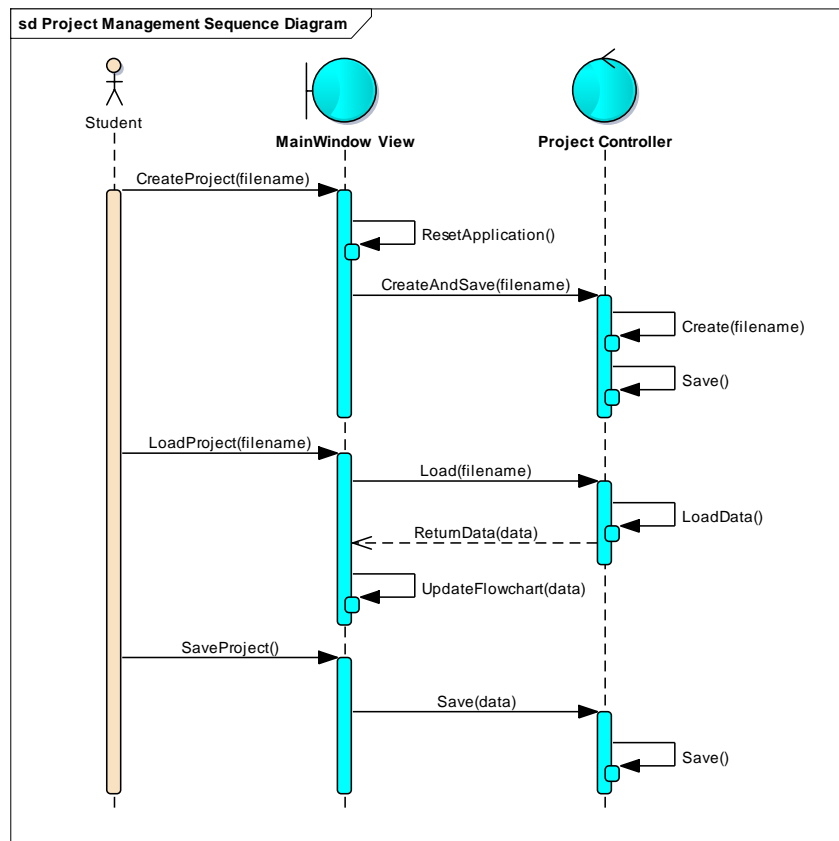 sd Project Management Sequence Diagram
Student
MainWindow View
Project Controller
CreateProject(filename)
ResetApplication()
CreateAndSave(filename)
Create(filename)
Save()
LoadProject(filename)
Load(filename)
LoadData()
ReturnData(data)
UpdateFlowchart(data)
SaveProject()
Save(data)
Save()